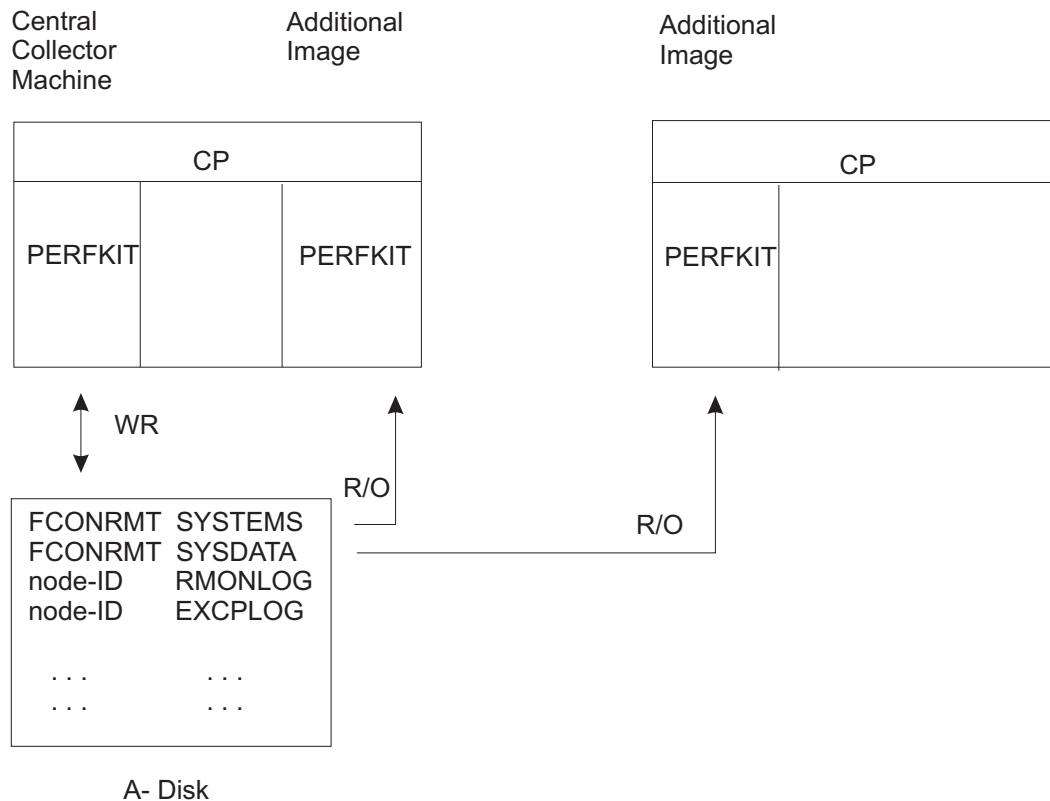 Central
Collector
Machine
Additional
Image
Additional
Image
CP
CP
PERFKIT
PERFKIT
PERFKIT
WR
R/O
R/O
FCONRMT SYSTEMS
FCONRMT SYSDATA
node-ID RMONLOG
node-ID EXCPLOG
. . . . . .
. . . . . .
A- Disk